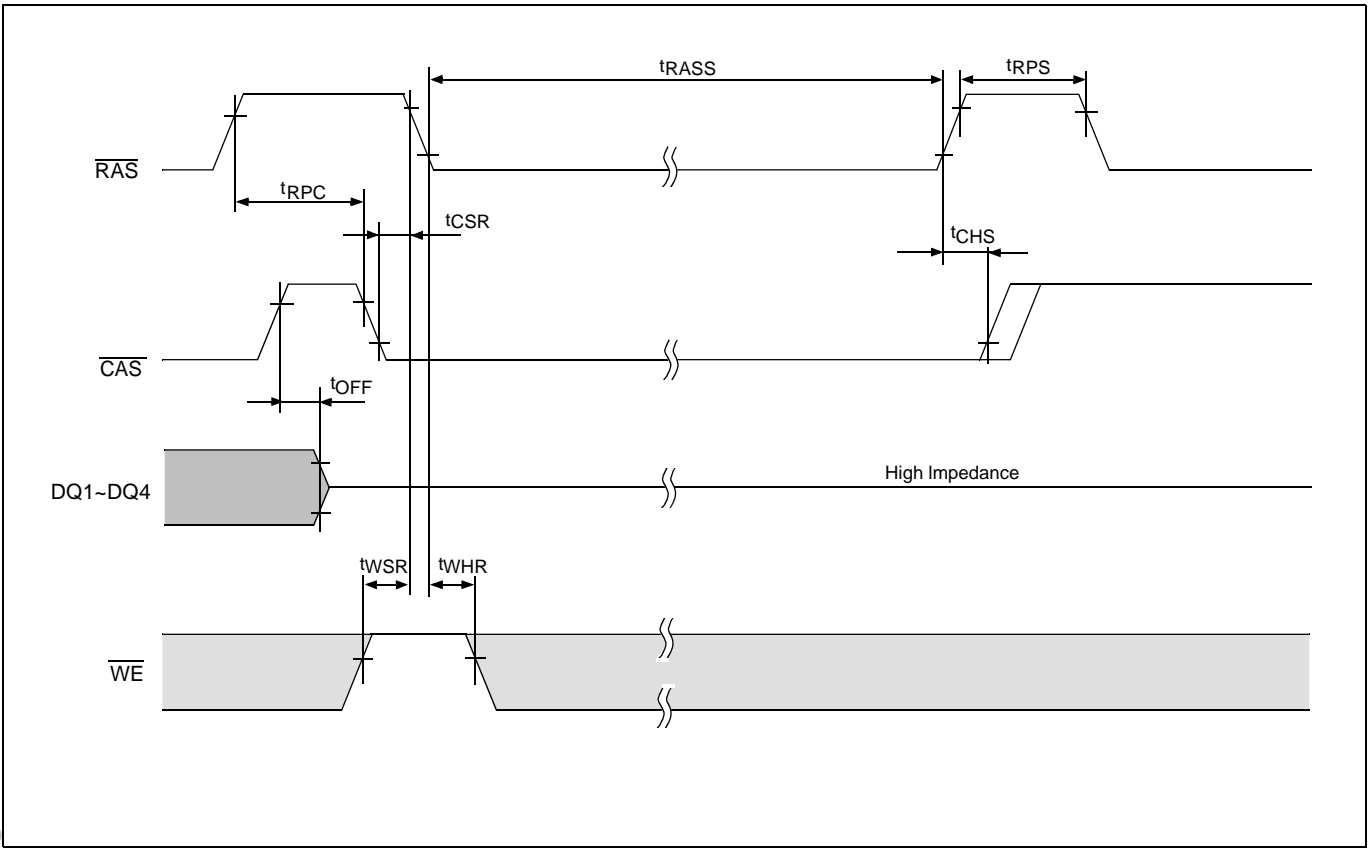 tRASS
tRPS
RAS
tRPC
tCSR
tCHS
CAS
tOFF
DQ1~DQ4
High Impedance
tWSR
tWHR
WE